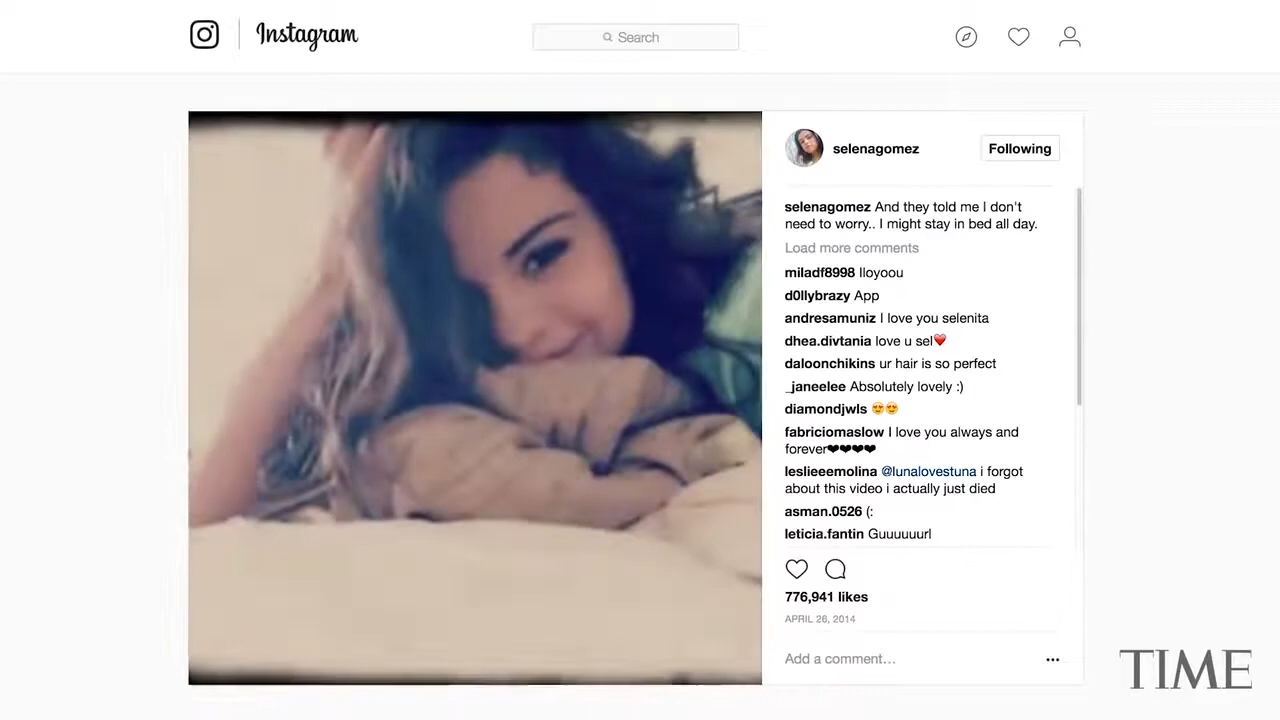 Instagram
Search
selenagomez
Following
selenagomez And they told me I don't
need to worry.. I might stay in bed all day.
Load more comments
miladf8998 Iloyoou
d0llybrazy App
andresamuniz I love you selenita
dhea.divtania love u sel❤️
daloonchikins ur hair is so perfect
_janeelee Absolutely lovely :)
diamondjwls 😍😍
fabriciomaslow I love you always and
forever❤❤❤❤
leslieeemolina @lunalovestuna i forgot
about this video i actually just died
asman.0526 (:
leticia.fantin Guuuuuurl
776,941 likes
APRIL 26, 2014
Add a comment…
TIME